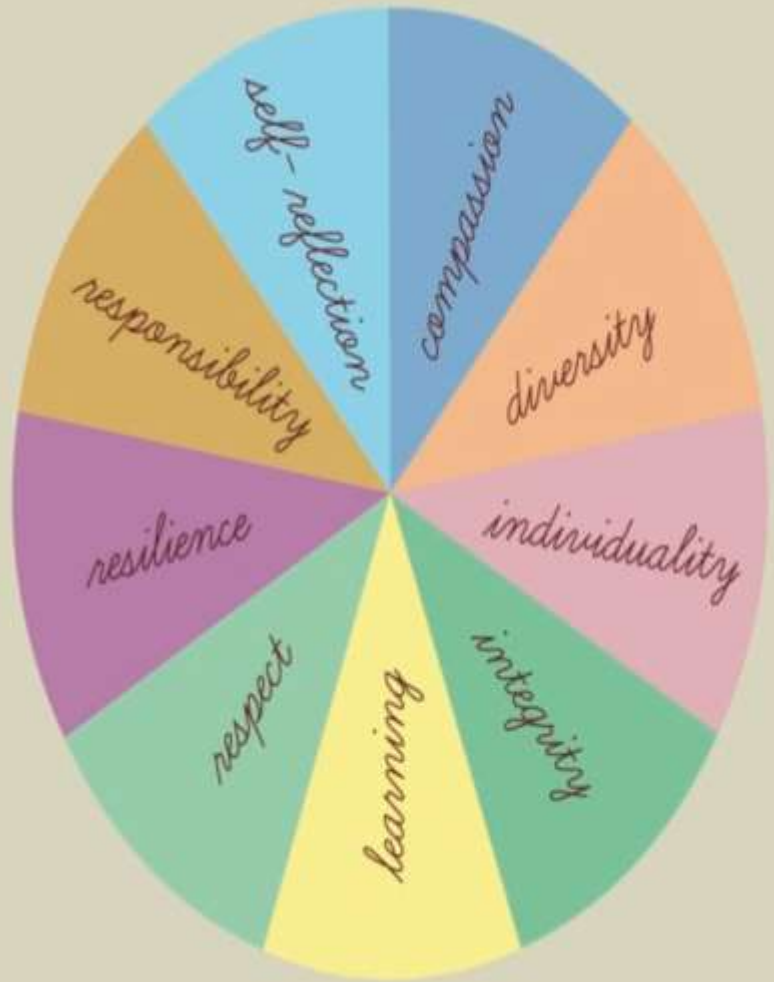 compassion
diversity
individuality
integrity
learning
respect
resilience
responsibility
self-reflection